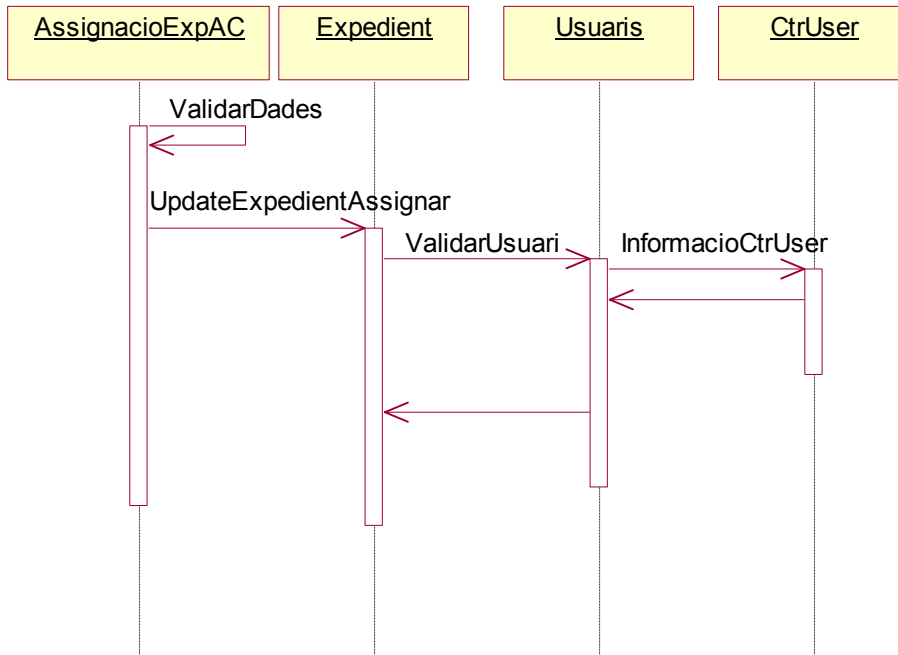 AssignacioExpAC
Expedient
Usuaris
CtrUser
ValidarDades
UpdateExpedientAssignar
ValidarUsuari
InformacioCtrUser